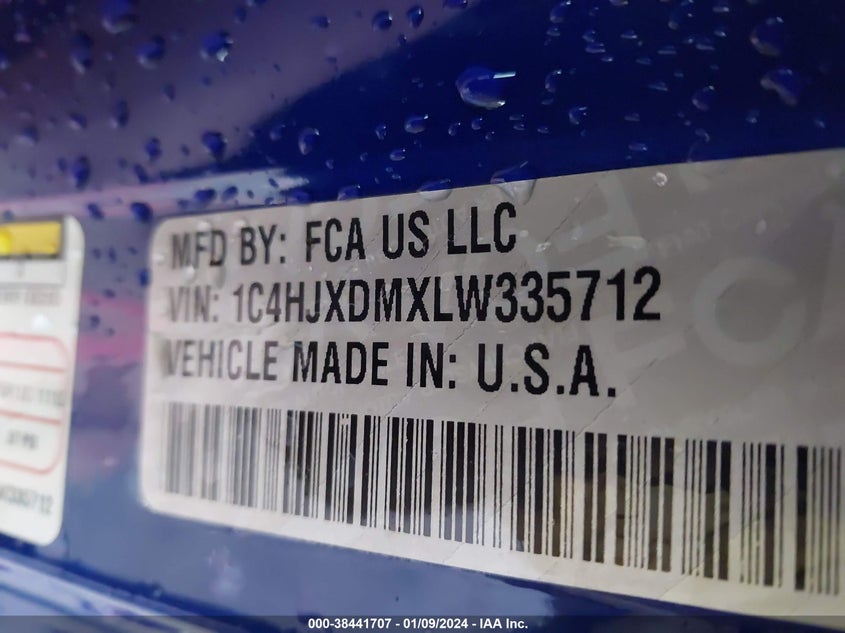 MFD BY: FCA US LLC
VIN: 1C4HJXDMXLW335712
VEHICLE MADE IN: U.S.A.
000-38441707 - 01/09/2024 - IAA Inc.